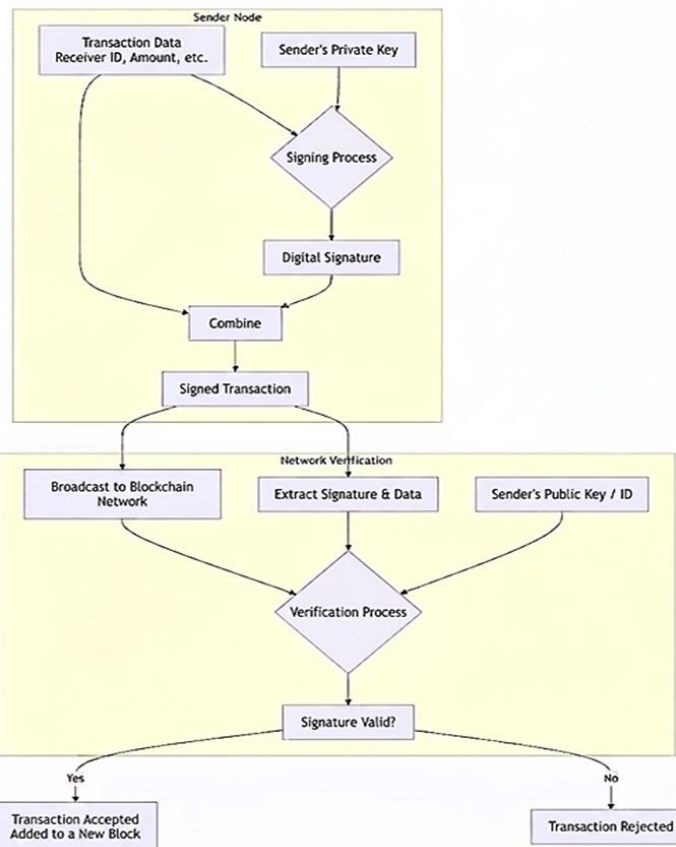 Sender Node
Transaction Data
Receiver ID, Amount, etc.
Sender's Private Key
Signing Process
Digital Signature
Combine
Signed Transaction
Network Verification
Broadcast to Blockchain
Network
Extract Signature & Data
Sender's Public Key / ID
Verification Process
Signature Valid?
Yes
No
Transaction Accepted
Added to a New Block
Transaction Rejected